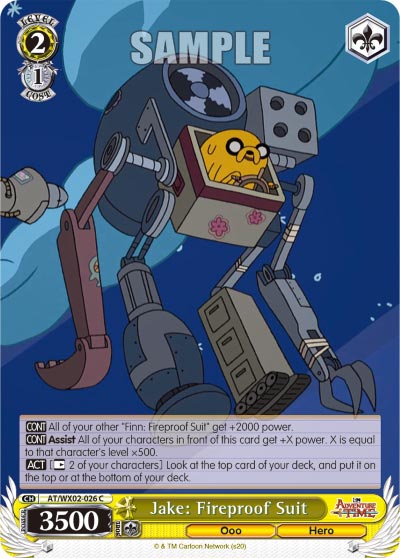 LEVEL
2
1
COST
SAMPLE
CONT All of your other "Finn: Fireproof Suit" get +2000 power.
CONT Assist All of your characters in front of this card get +X power. X is equal
to that character's level ×500.
ACT [ 2 of your characters] Look at the top card of your deck, and put it on
the top or at the bottom of your deck.
CH AT/WX02-026 C
POWER
3500
SOUL
Jake: Fireproof Suit
ADVENTURE TIME
Ooo
Hero
© & TM Cartoon Network (s20)